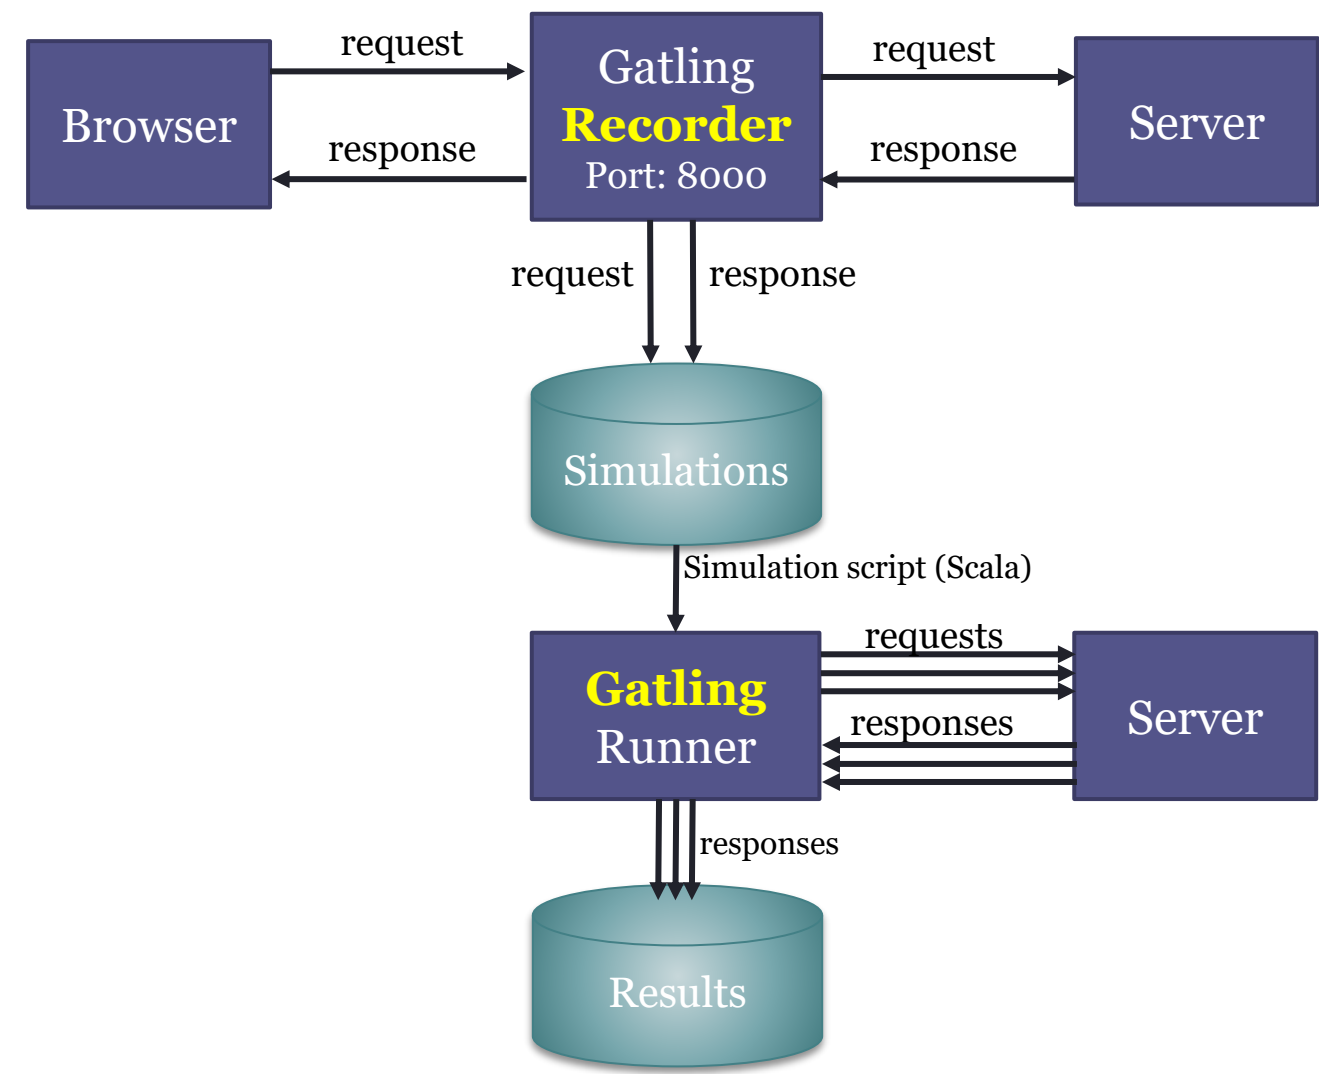 request
request
Browser
Gatling
Recorder
Port: 8000
Server
response
response
request
response
Simulations
Simulation script (Scala)
requests
Gatling
Runner
responses
Server
responses
Results